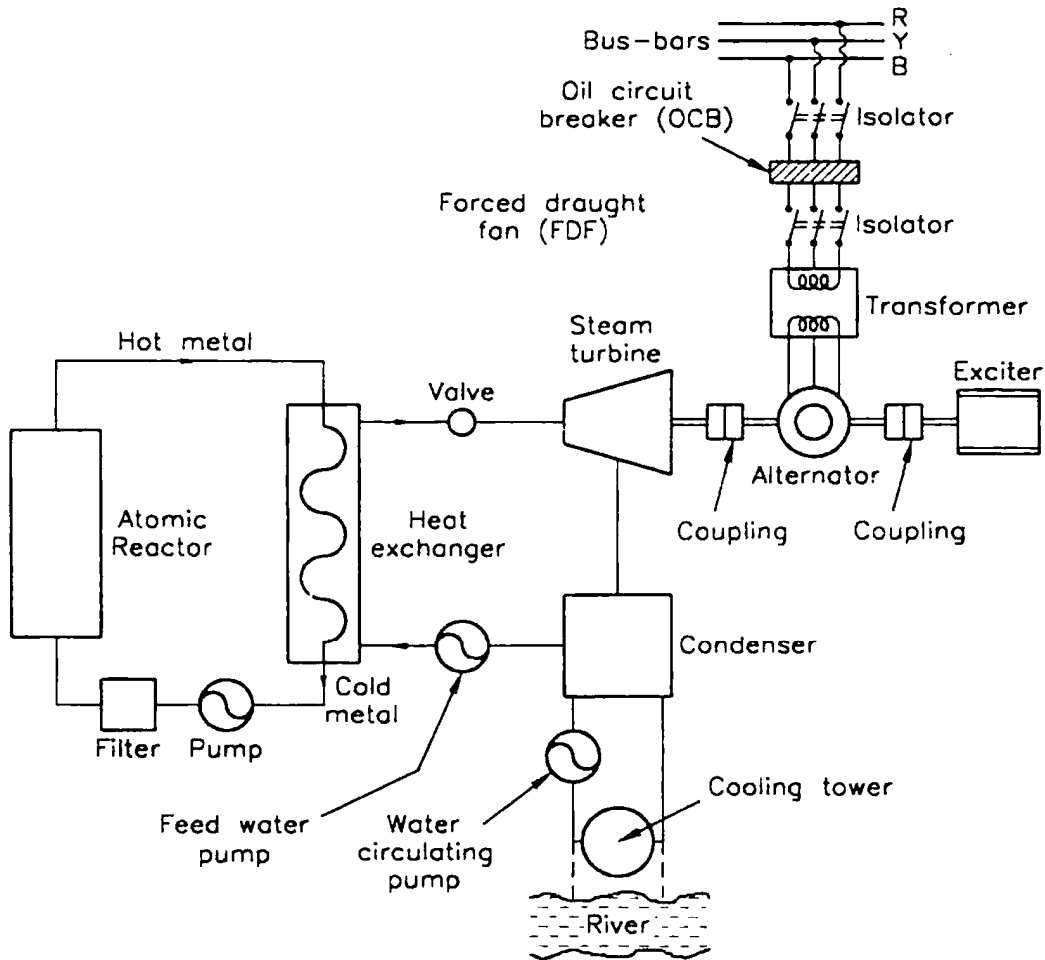 R
Bus-bars
Y
B
Oil circuit
breaker (OCB)
Isolator
Forced draught
fan (FDF)
Isolator
Transformer
Steam
turbine
Hot metal
Valve
Exciter
Alternator
Atomic
Reactor
Heat
exchanger
Coupling
Coupling
Condenser
Cold
metal
Filter
Pump
Cooling tower
Feed water
pump
Water
circulating
pump
River